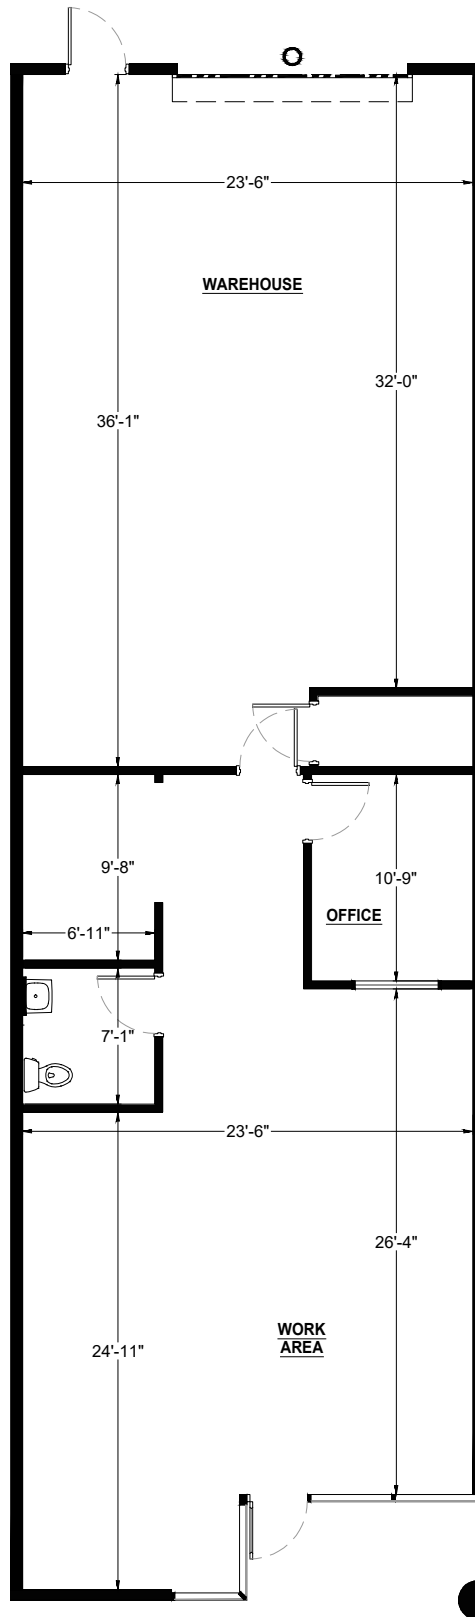 23'-6"
WAREHOUSE
32'-0"
36'-1"
9'-8"
10'-9"
OFFICE
6'-11"
7'-1"
23'-6"
26'-4"
WORK
AREA
24'-11"